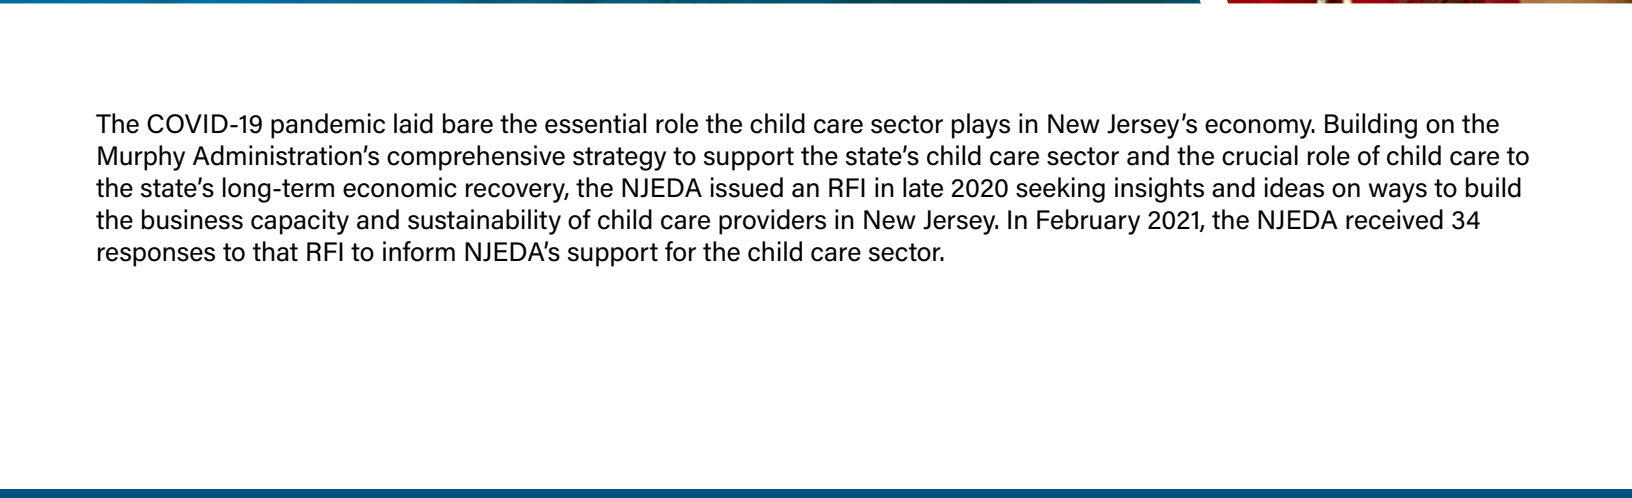 The COVID-19 pandemic laid bare the essential role the child care sector plays in New Jersey’s economy. Building on the
Murphy Administration’s comprehensive strategy to support the state’s child care sector and the crucial role of child care to
the state’s long-term economic recovery, the NJEDA issued an RFI in late 2020 seeking insights and ideas on ways to build
the business capacity and sustainability of child care providers in New Jersey. In February 2021, the NJEDA received 34
responses to that RFI to inform NJEDA’s support for the child care sector.